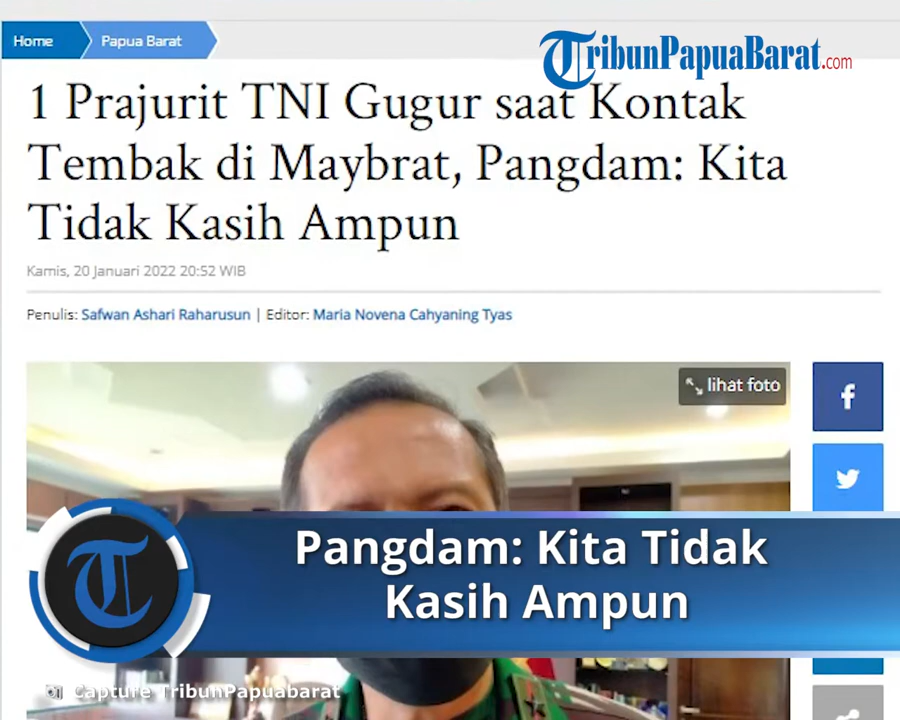 Home
Papua Barat
TribunPapuaBarat.com
1 Prajurit TNI Gugur saat Kontak
Tembak di Maybrat, Pangdam: Kita
Tidak Kasih Ampun
Kamis, 20 Januari 2022 20:52 WIB
Penulis: Safwan Ashari Raharusun | Editor: Maria Novena Cahyaning Tyas
lihat foto
Pangdam: Kita Tidak
Kasih Ampun
Capture TribunPapuabarat